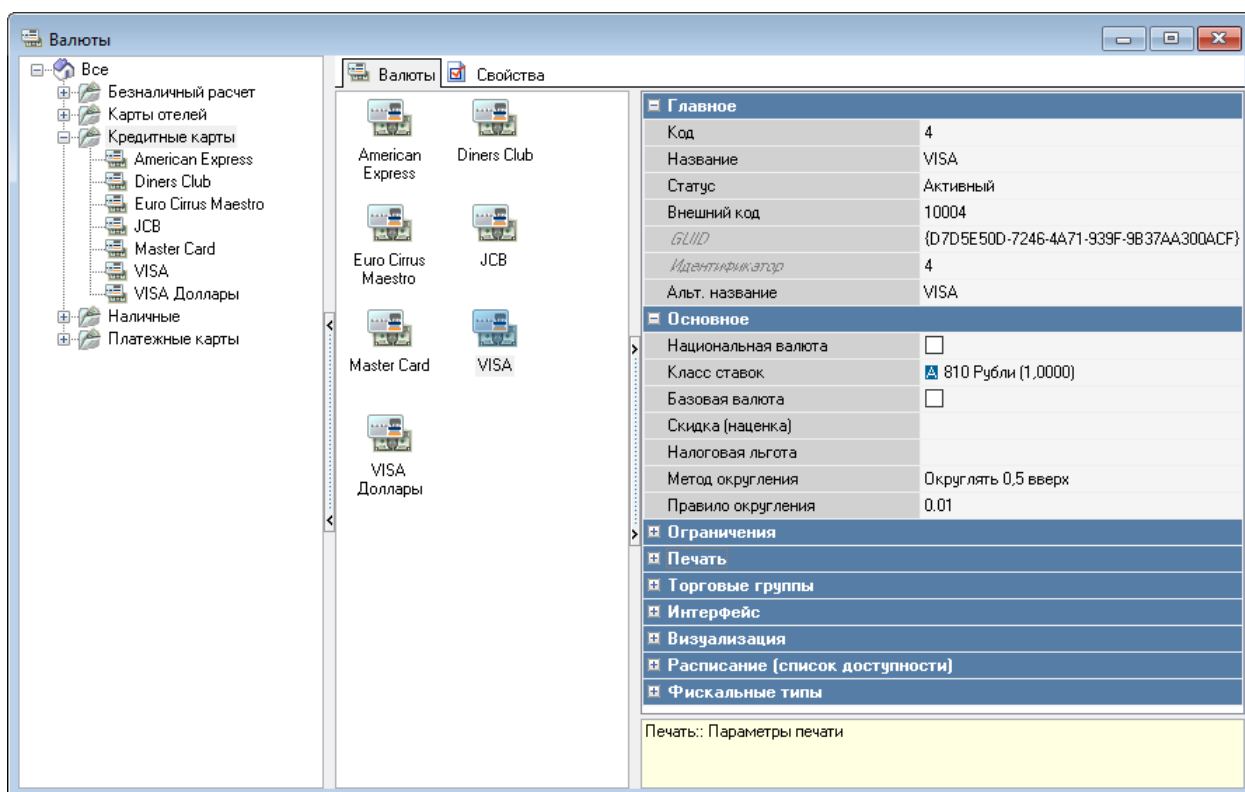 Валюты
Все
Безналичный расчет
Карты отелей
Кредитные карты
American Express
Diners Club
Euro Cirrus Maestro
JCB
Master Card
VISA
VISA Доллары
Наличные
Платежные карты
Валюты
Свойства
American Express
Diners Club
Euro Cirrus Maestro
JCB
Master Card
VISA
VISA Доллары
Главное
Код 4
Название VISA
Статус Активный
Внешний код 10004
GUID {D7D5E50D-7246-4A71-939F-9B37AA300ACF}
Идентификатор 4
Альт. название VISA
Основное
Национальная валюта
Класс ставок А 810 Рубли (1,0000)
Базовая валюта
Скидка (наценка)
Налоговая льгота
Метод округления Округлять 0,5 вверх
Правило округления 0.01
Ограничения
Печать
Торговые группы
Интерфейс
Визуализация
Расписание (список доступности)
Фискальные типы
Печать:: Параметры печати